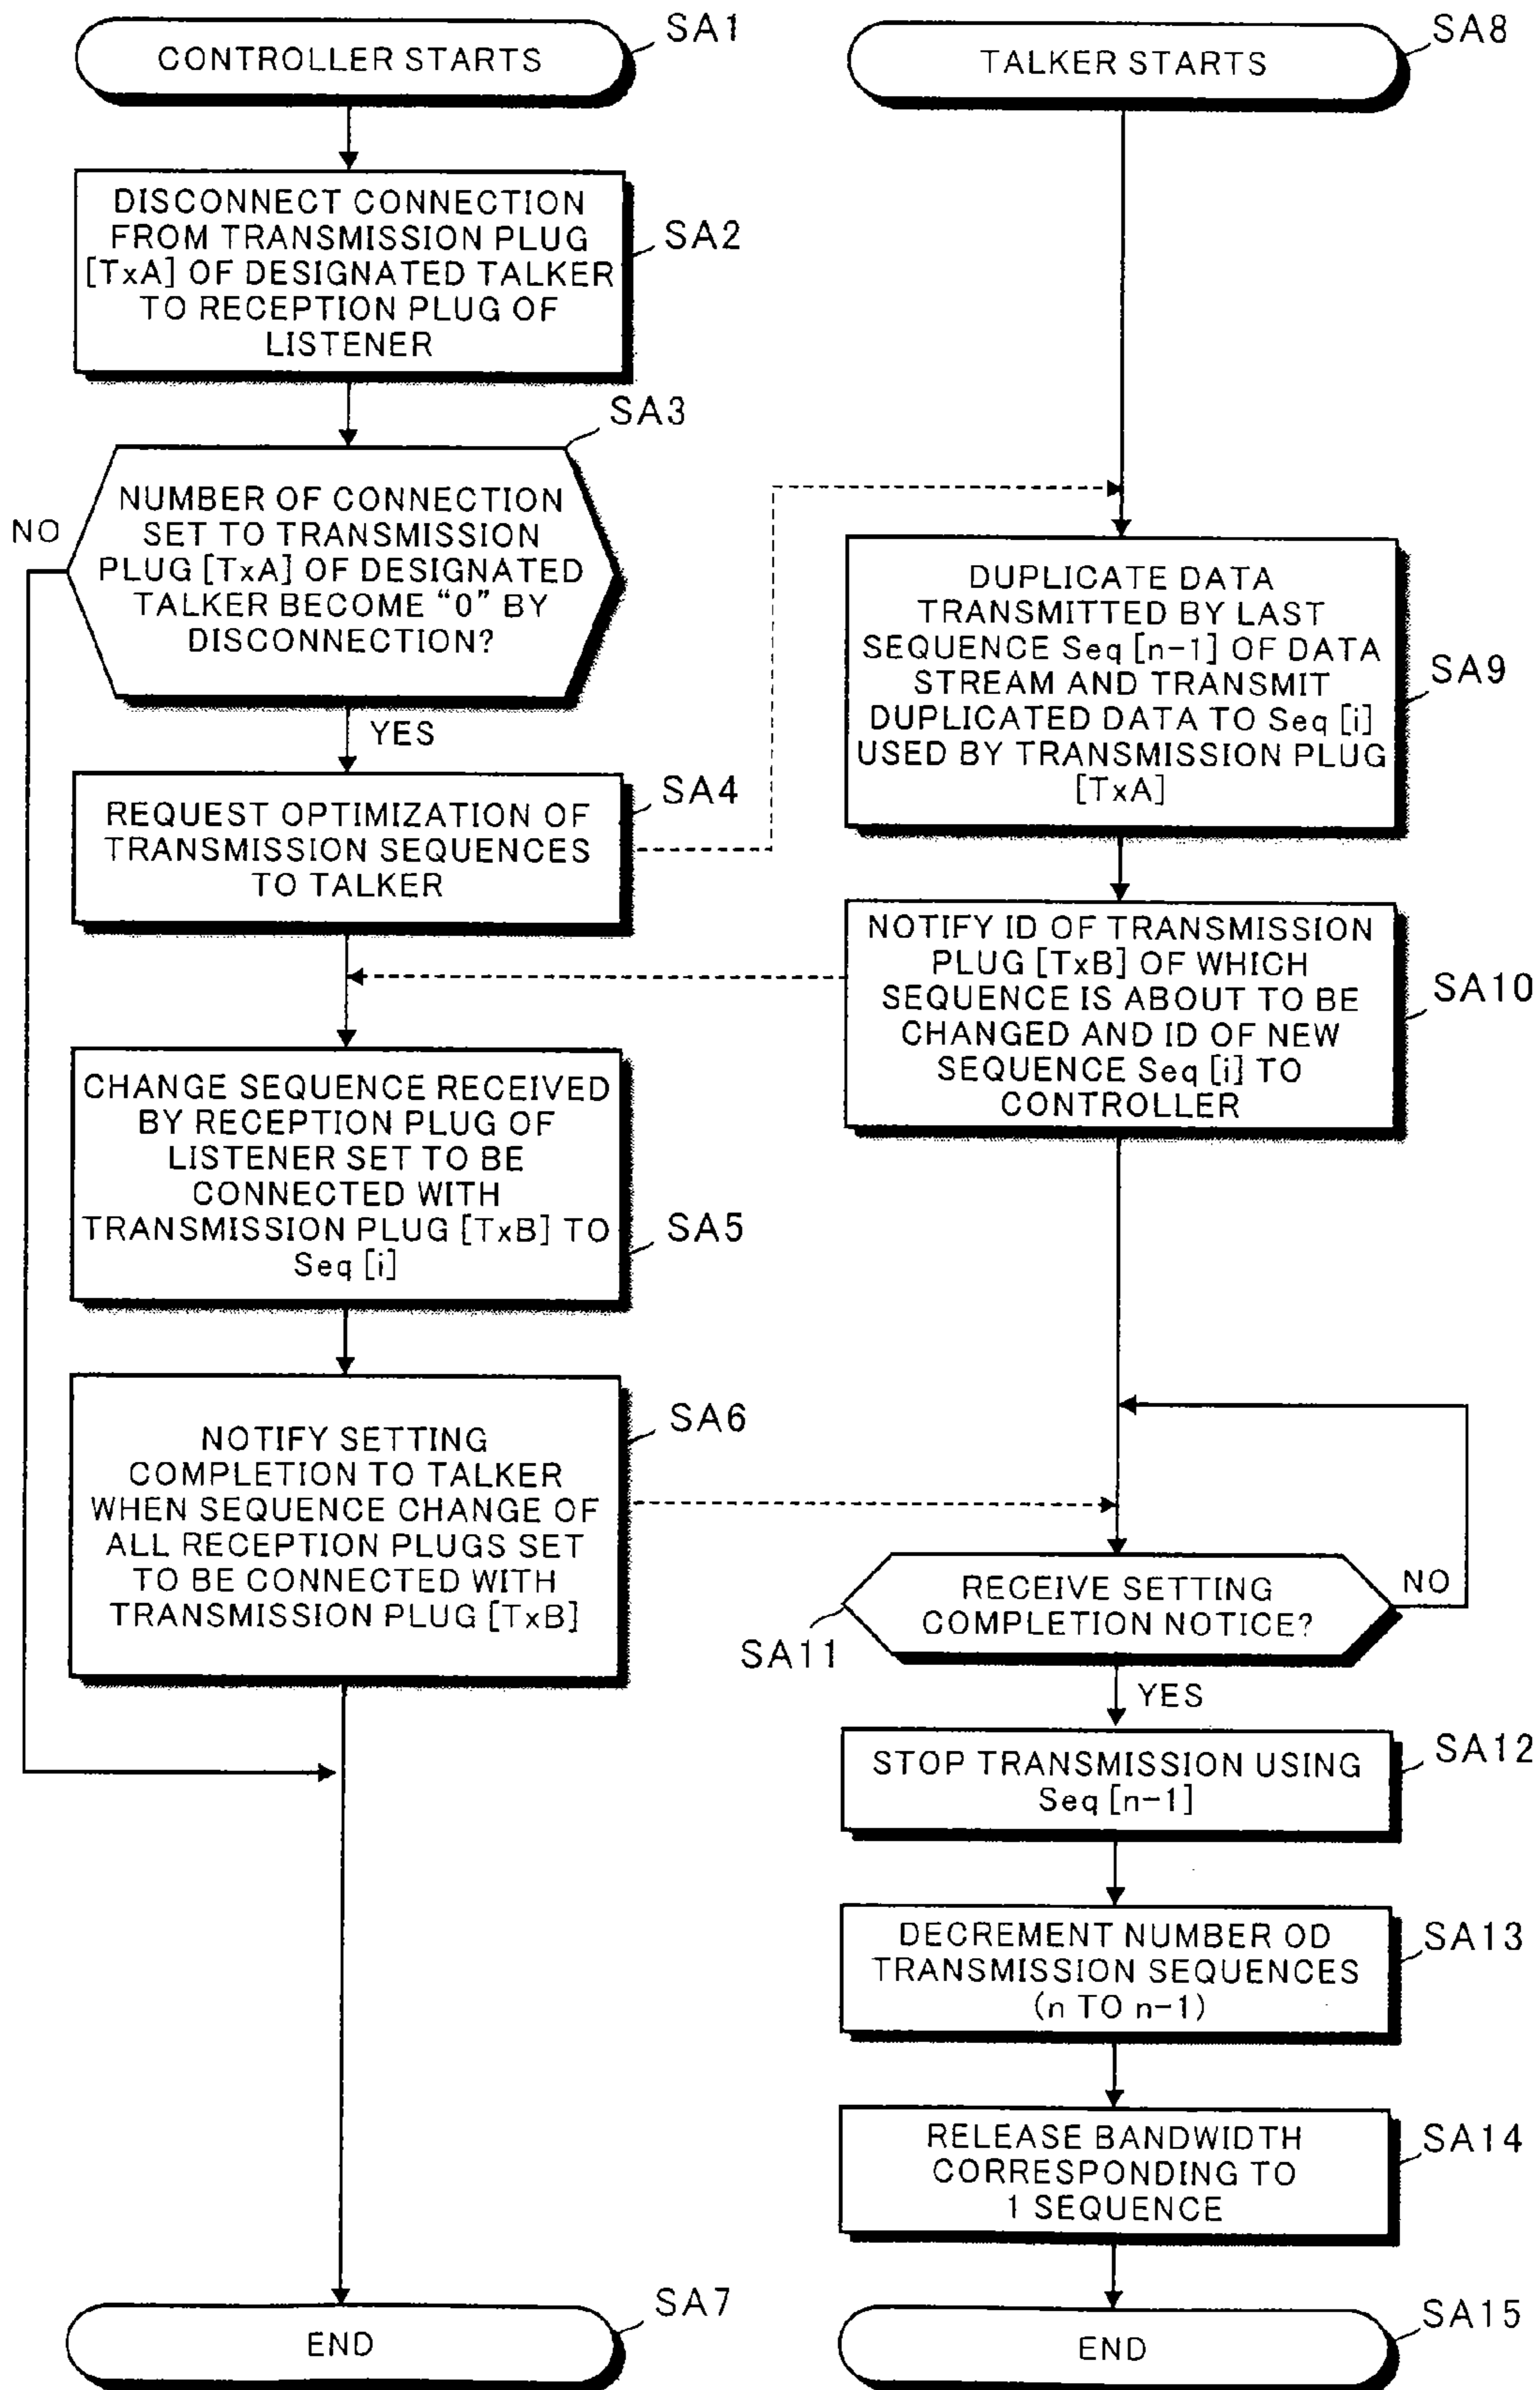 SA1
CONTROLLER STARTS
DISCONNECT CONNECTION
FROM TRANSMISSION PLUG
[TxA] OF DESIGNATED TALKER
TO RECEPTION PLUG OF
LISTENER
SA2
SA3
NUMBER OF CONNECTION
SET TO TRANSMISSION
PLUG [TxA] OF DESIGNATED
TALKER BECOME “0” BY
DISCONNECTION?
NO
YES
REQUEST OPTIMIZATION OF
TRANSMISSION SEQUENCES
TO TALKER
SA4
CHANGE SEQUENCE RECEIVED
BY RECEPTION PLUG OF
LISTENER SET TO BE
CONNECTED WITH
TRANSMISSION PLUG [TxB] TO
Seq [i]
SA5
NOTIFY SETTING
COMPLETION TO TALKER
WHEN SEQUENCE CHANGE OF
ALL RECEPTION PLUGS SET
TO BE CONNECTED WITH
TRANSMISSION PLUG [TxB]
SA6
END
SA7
SA8
TALKER STARTS
DUPLICATE DATA
TRANSMITTED BY LAST
SEQUENCE Seq [n-1] OF DATA
STREAM AND TRANSMIT
DUPLICATED DATA TO Seq [i]
USED BY TRANSMISSION PLUG
[TxA]
SA9
NOTIFY ID OF TRANSMISSION
PLUG [TxB] OF WHICH
SEQUENCE IS ABOUT TO BE
CHANGED AND ID OF NEW
SEQUENCE Seq [i] TO
CONTROLLER
SA10
RECEIVE SETTING
COMPLETION NOTICE?
NO
SA11
YES
STOP TRANSMISSION USING
Seq [n-1]
SA12
DECREMENT NUMBER OD
TRANSMISSION SEQUENCES
(n TO n-1)
SA13
RELEASE BANDWIDTH
CORRESPONDING TO
1 SEQUENCE
SA14
END
SA15